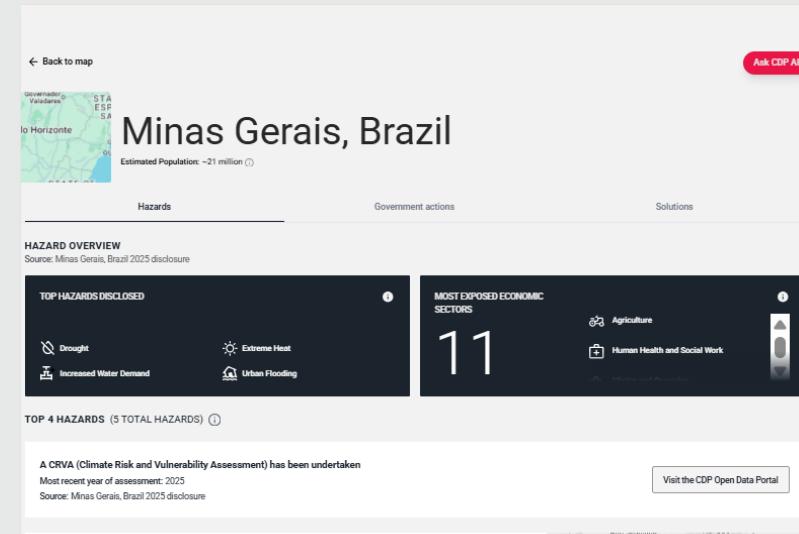 ← Back to map
Ask CDP AI
Governador
Valadares
STA
ESP
SA
lo Horizonte
Minas Gerais, Brazil
Estimated Population: ~21 million
Hazards
Government actions
Solutions
HAZARD OVERVIEW
Source: Minas Gerais, Brazil 2025 disclosure
TOP HAZARDS DISCLOSED
Drought
Extreme Heat
Increased Water Demand
Urban Flooding
MOST EXPOSED ECONOMIC
SECTORS
11
Agriculture
Human Health and Social Work
TOP 4 HAZARDS (5 TOTAL HAZARDS)
A CRVA (Climate Risk and Vulnerability Assessment) has been undertaken
Most recent year of assessment: 2025
Source: Minas Gerais, Brazil 2025 disclosure
Visit the CDP Open Data Portal